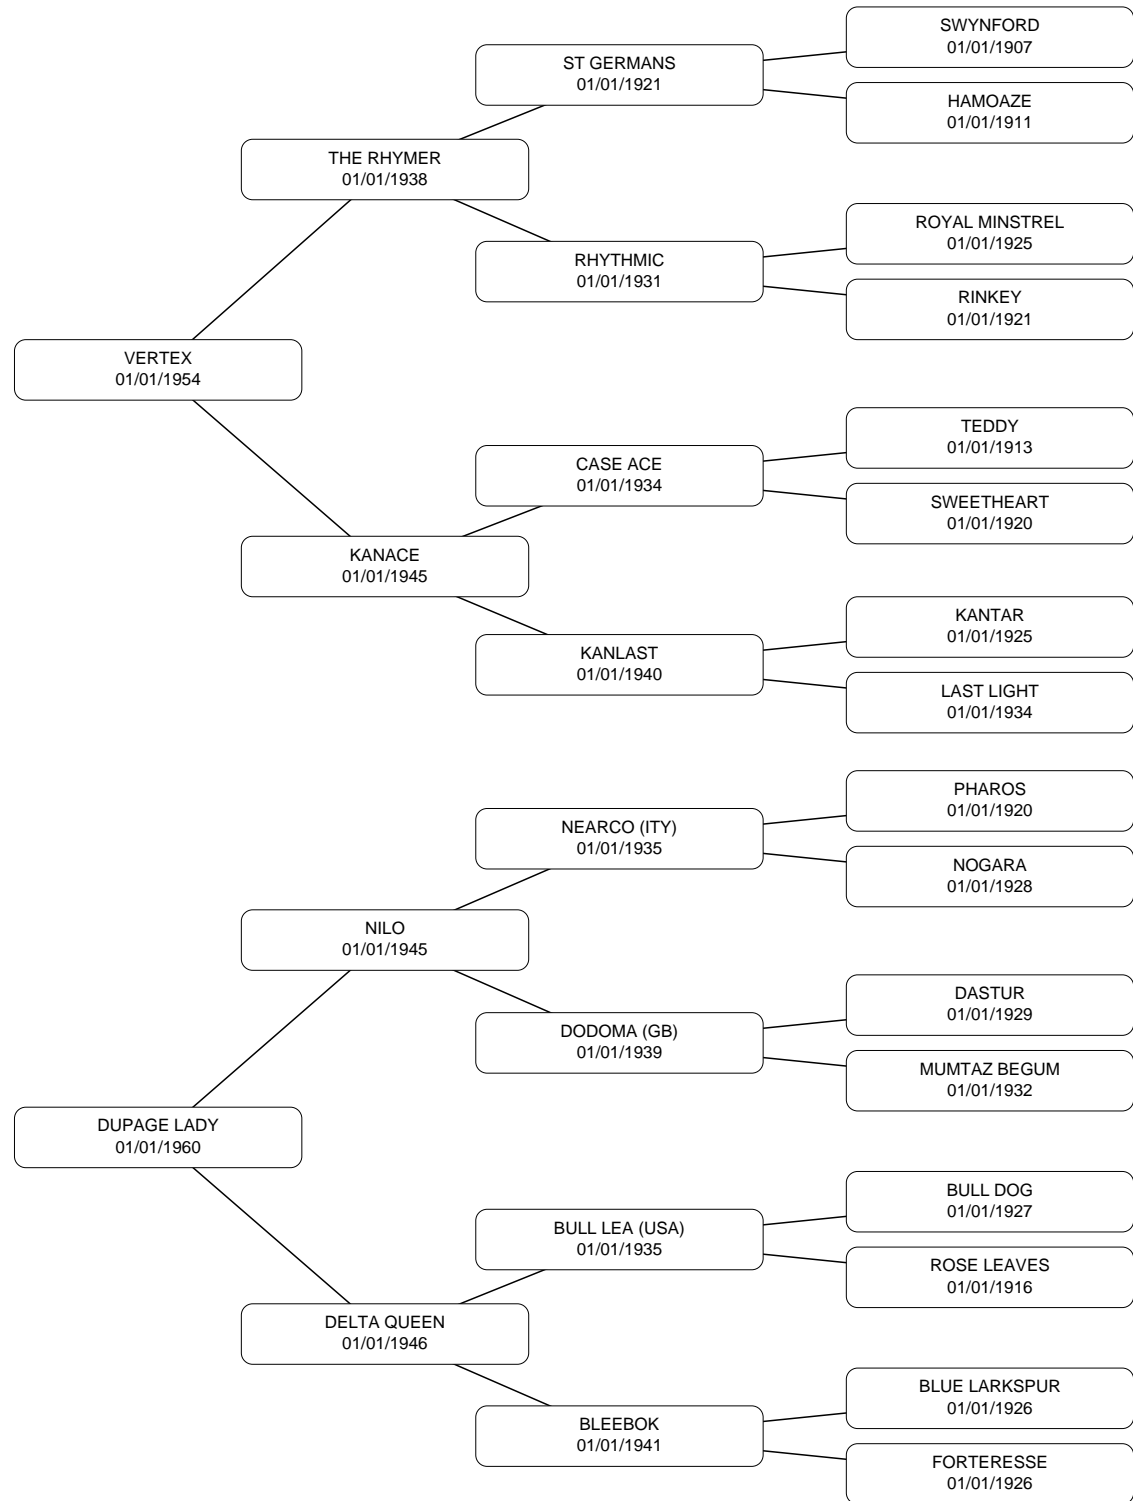 SWYNFORD
01/01/1907
ST GERMANS
01/01/1921
HAMOAZE
01/01/1911
THE RHYMER
01/01/1938
ROYAL MINSTREL
01/01/1925
RHYTHMIC
01/01/1931
RINKEY
01/01/1921
VERTEX
01/01/1954
TEDDY
01/01/1913
CASE ACE
01/01/1934
SWEETHEART
01/01/1920
KANACE
01/01/1945
KANTAR
01/01/1925
KANLAST
01/01/1940
LAST LIGHT
01/01/1934
PHAROS
01/01/1920
NEARCO (ITY)
01/01/1935
NOGARA
01/01/1928
NILO
01/01/1945
DASTUR
01/01/1929
DODOMA (GB)
01/01/1939
MUMTAZ BEGUM
01/01/1932
DUPAGE LADY
01/01/1960
BULL DOG
01/01/1927
BULL LEA (USA)
01/01/1935
ROSE LEAVES
01/01/1916
DELTA QUEEN
01/01/1946
BLUE LARKSPUR
01/01/1926
BLEEBOK
01/01/1941
FORTERESSE
01/01/1926